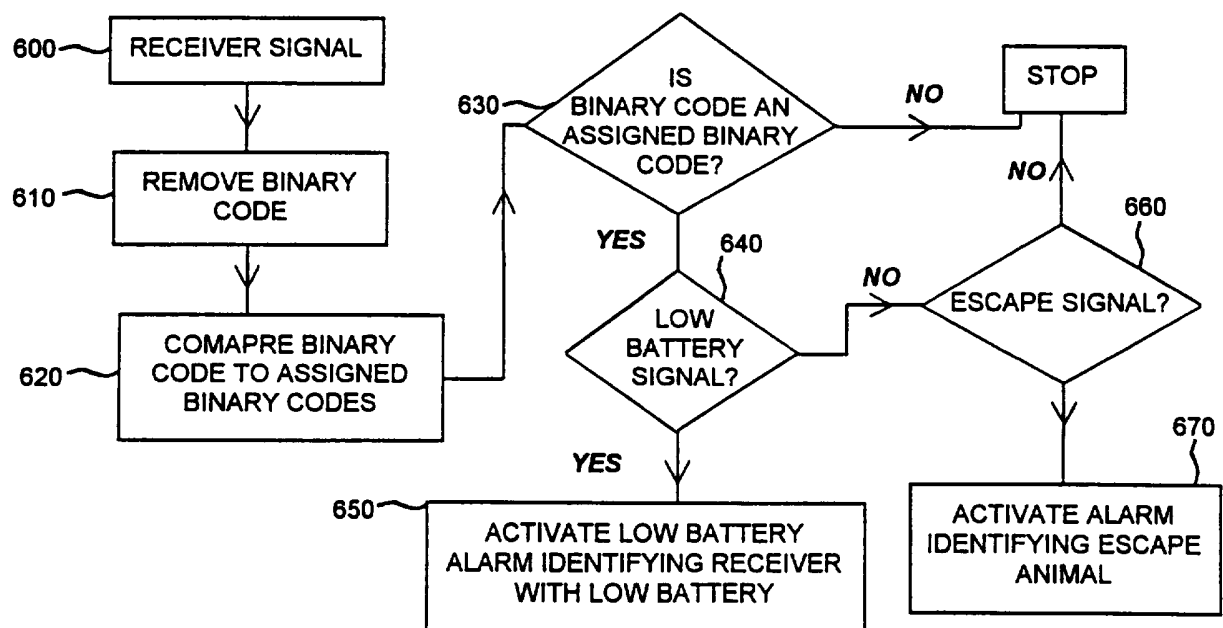 600
RECEIVER SIGNAL
610
REMOVE BINARY
CODE
620
COMAPRE BINARY
CODE TO ASSIGNED
BINARY CODES
630
IS
BINARY CODE AN
ASSIGNED BINARY
CODE?
NO
STOP
YES
640
LOW
BATTERY
SIGNAL?
NO
660
ESCAPE SIGNAL?
NO
YES
650
ACTIVATE LOW BATTERY
ALARM IDENTIFYING RECEIVER
WITH LOW BATTERY
670
ACTIVATE ALARM
IDENTIFYING ESCAPE
ANIMAL